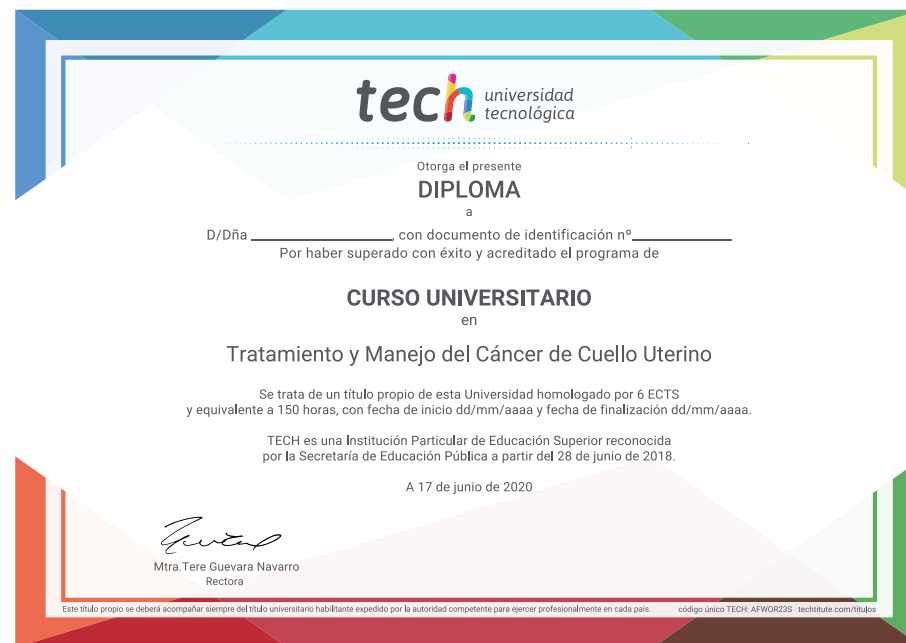 tech universidad
tecnológica
Otorga el presente
DIPLOMA
a
D/Dña ________________, con documento de identificación nº____________
Por haber superado con éxito y acreditado el programa de
CURSO UNIVERSITARIO
en
Tratamiento y Manejo del Cáncer de Cuello Uterino
Se trata de un título propio de esta Universidad homologado por 6 ECTS
y equivalente a 150 horas, con fecha de inicio dd/mm/aaaa y fecha de finalización dd/mm/aaaa.
TECH es una Institución Particular de Educación Superior reconocida
por la Secretaría de Educación Pública a partir del 28 de junio de 2018.
A 17 de junio de 2020
Mtra.Tere Guevara Navarro
Rectora
Este título propio se deberá acompañar siempre del título universitario habilitante expedido por la autoridad competente para ejercer profesionalmente en cada país. código único TECH: AFWOR23S techtitute.com/titulos